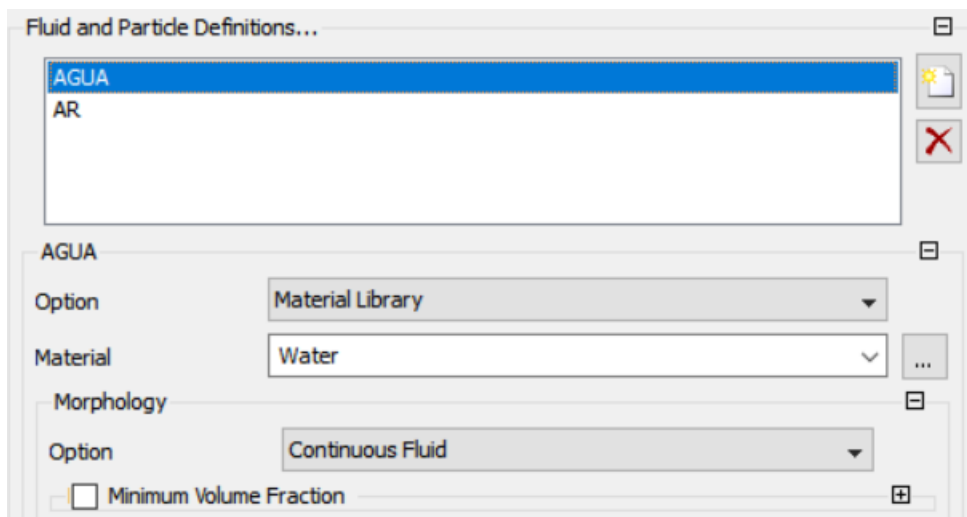 Fluid and Particle Definitions...
AGUA
AR
AGUA
Option Material Library
Material Water ...
Morphology
Option Continuous Fluid
Minimum Volume Fraction